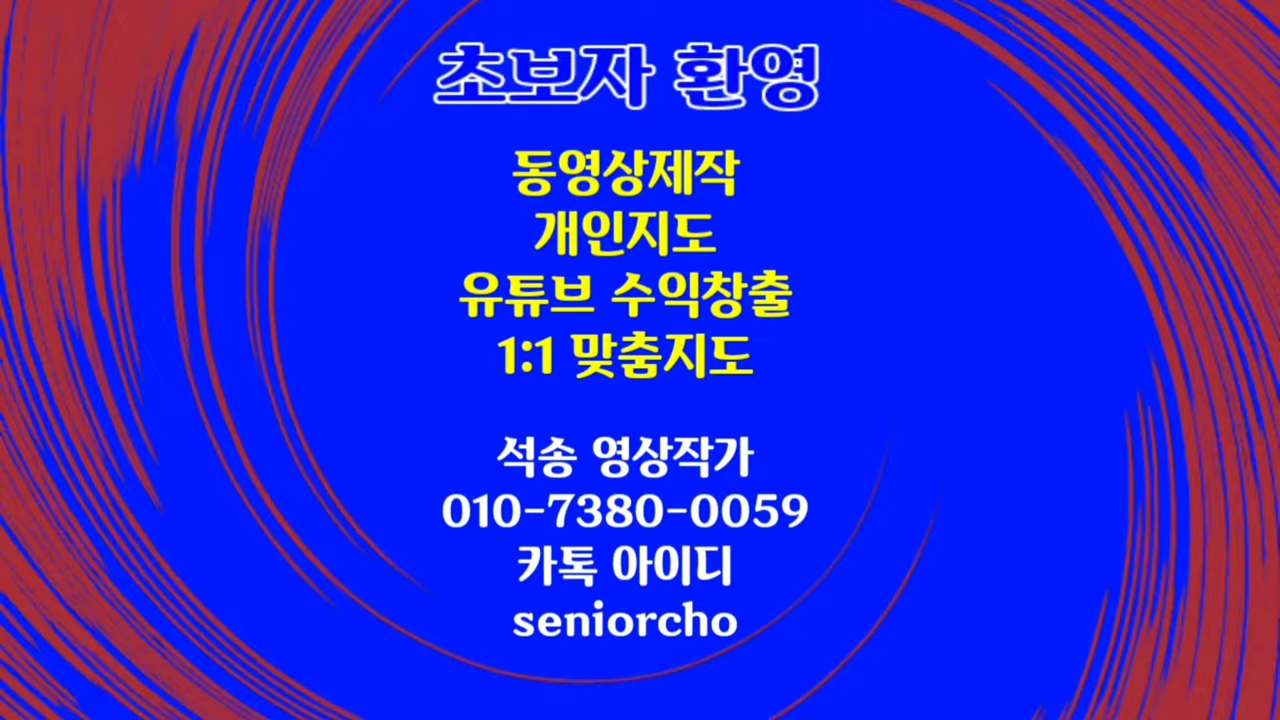 초보자 환영
동영상제작
개인지도
유튜브 수익창출
1:1 맞춤지도
석송 영상작가
010-7380-0059
카톡 아이디
seniorcho